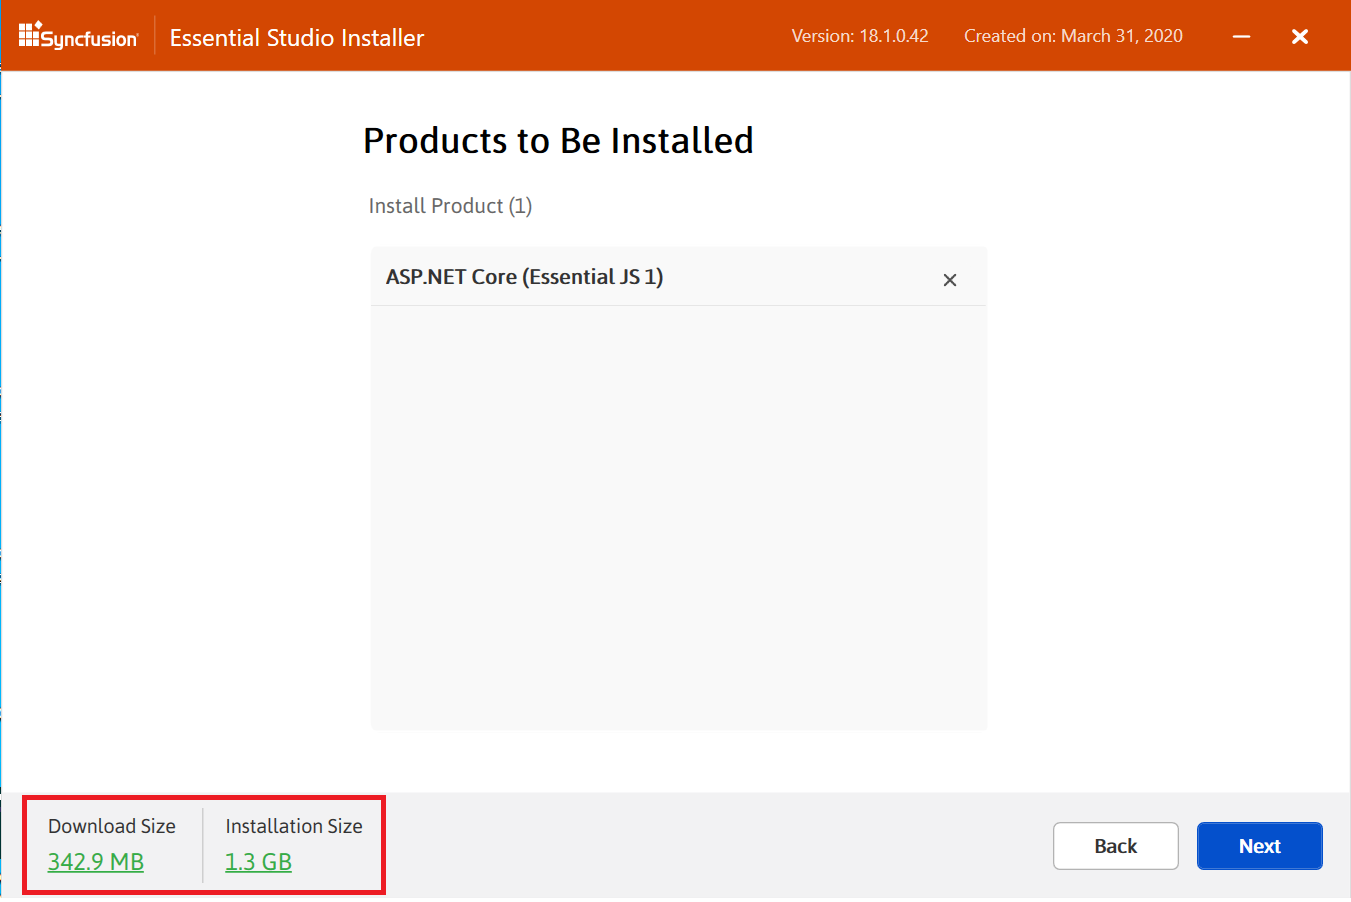 Syncfusion Essential Studio Installer Version: 18.1.0.42 Created on: March 31, 2020
Products to Be Installed
Install Product (1)
ASP.NET Core (Essential JS 1)
Download Size Installation Size
342.9 MB 1.3 GB
Back Next